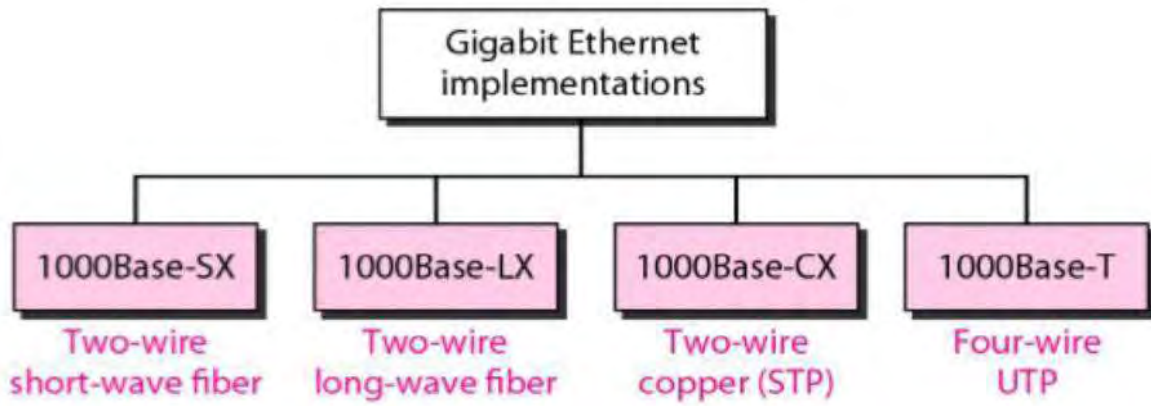 Gigabit Ethernet
implementations
1000Base-SX
1000Base-LX
1000Base-CX
1000Base-T
Two-wire
short-wave fiber
Two-wire
long-wave fiber
Two-wire
copper (STP)
Four-wire
UTP